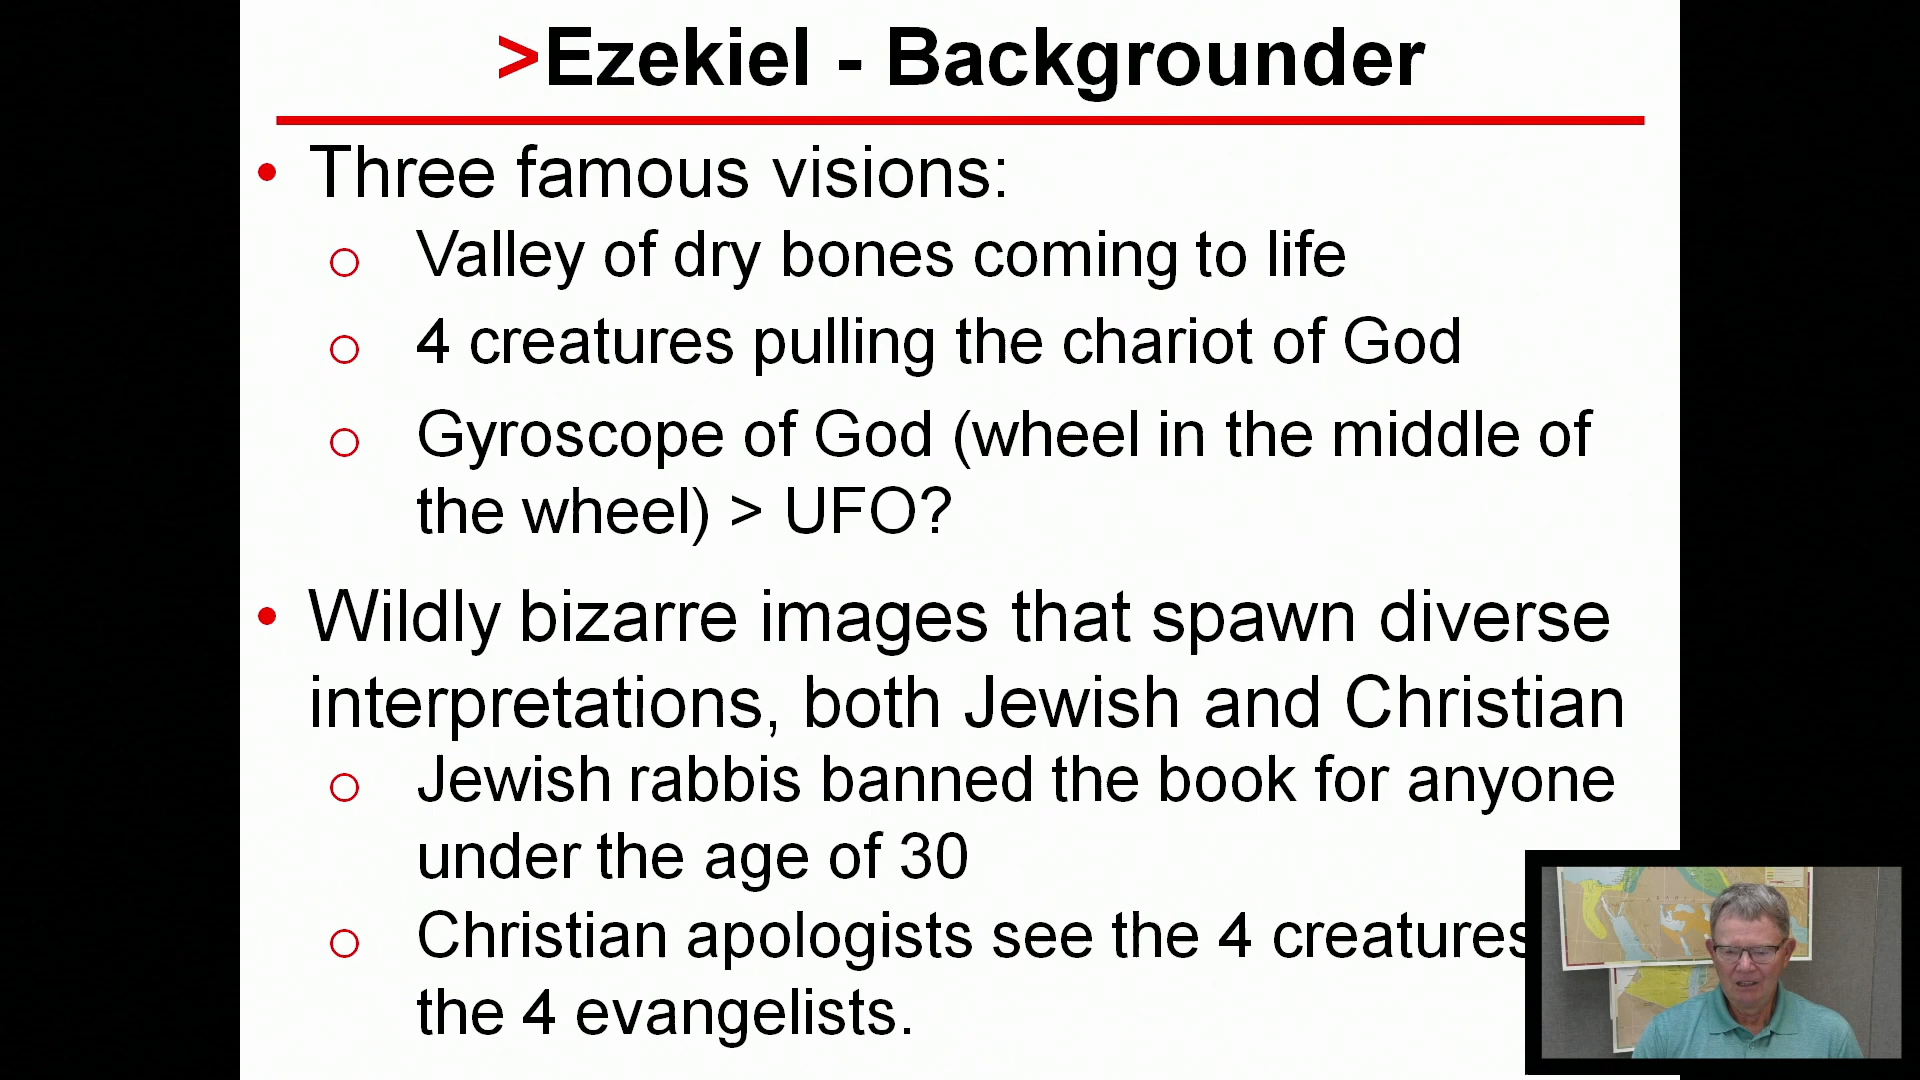 >Ezekiel - Backgrounder
• Three famous visions:
o Valley of dry bones coming to life
o 4 creatures pulling the chariot of God
o Gyroscope of God (wheel in the middle of
the wheel) > UFO?
• Wildly bizarre images that spawn diverse
interpretations, both Jewish and Christian
o Jewish rabbis banned the book for anyone
under the age of 30
o Christian apologists see the 4 creatures
the 4 evangelists.